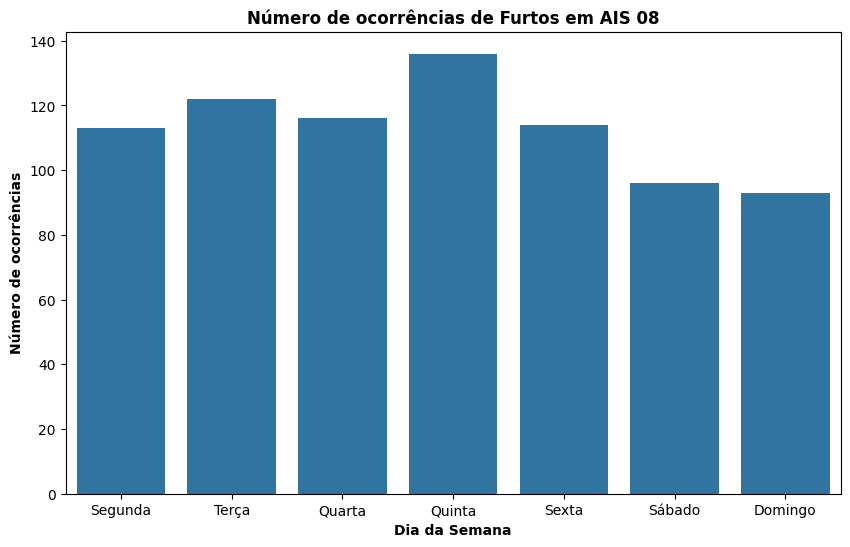 Número de ocorrências de Furtos em AIS 08
Número de ocorrências
140
120
100
80
60
40
20
0
Segunda Terça Quarta Quinta Sexta Sábado Domingo
Dia da Semana